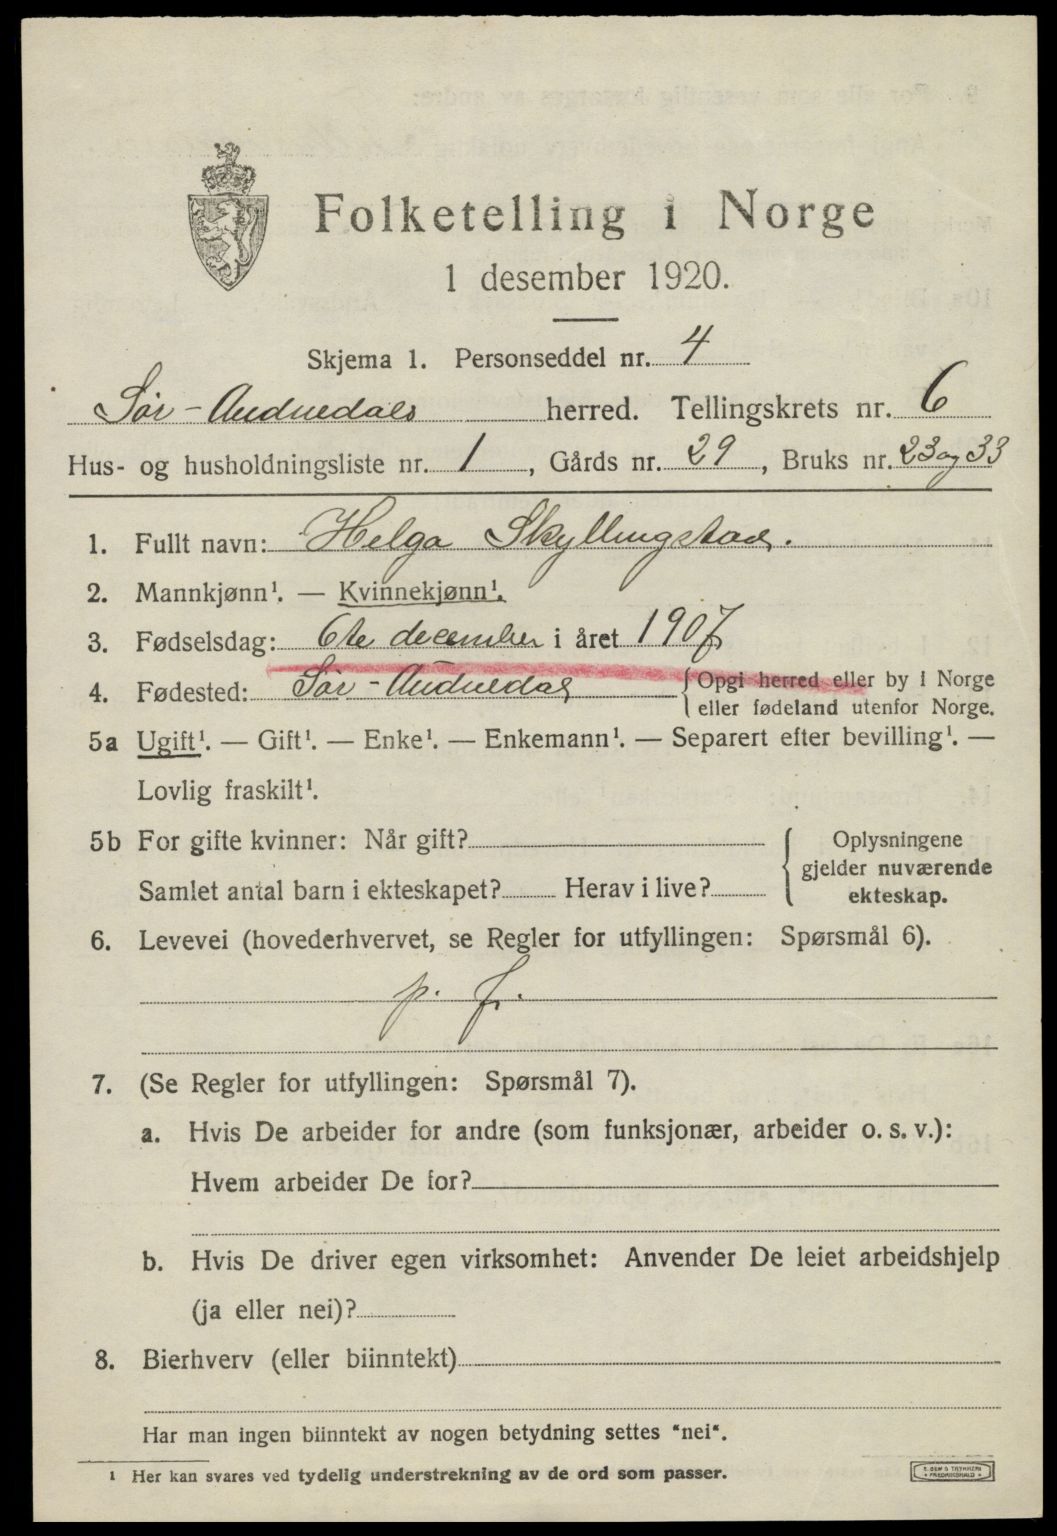 Folketelling i Norge
1 desember 1920.
Skjema 1. Personseddel nr. 4
Sør-Audnedals herred. Tellingskrets nr. 6
Hus- og husholdningsliste nr. 1, Gårds nr. 29, Bruks nr. 23 og 33
1. Fullt navn: Helga Skyllingstad.
2. Mannkjønn¹. — Kvinnekjønn¹.
3. Fødselsdag: 6te december i året 1907
4. Fødested: Sør-Audnedal { Opgi herred eller by i Norge
eller fødeland utenfor Norge.
5a Ugift¹. — Gift¹. — Enke¹. — Enkemann¹. — Separert efter bevilling¹. —
Lovlig fraskilt¹.
5b For gifte kvinner: Når gift? { Oplysningene
gjelder nuværende
Samlet antal barn i ekteskapet? Herav i live? ekteskap.
6. Levevei (hovederhvervet, se Regler for utfyllingen: Spørsmål 6).
p. f.
7. (Se Regler for utfyllingen: Spørsmål 7).
a. Hvis De arbeider for andre (som funksjonær, arbeider o. s. v.):
Hvem arbeider De for?
b. Hvis De driver egen virksomhet: Anvender De leiet arbeidshjelp
(ja eller nei)?
8. Bierhverv (eller biinntekt)
Har man ingen biinntekt av nogen betydning settes "nei".
¹ Her kan svares ved tydelig understrekning av de ord som passer.